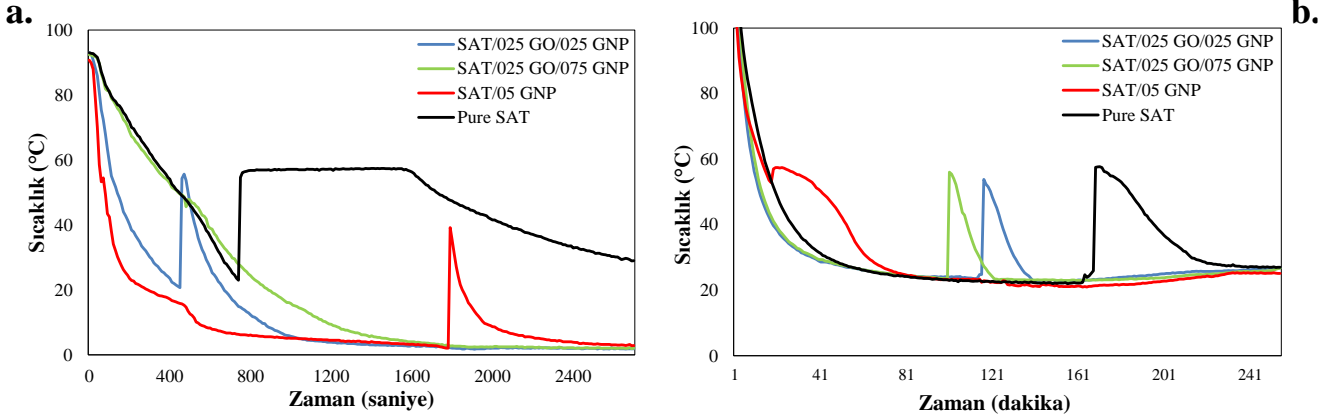 a.
100
80
60
40
20
0
Sıcaklık (°C)
0 400 800 1200 1600 2000 2400
Zaman (saniye)
SAT/025 GO/025 GNP
SAT/025 GO/075 GNP
SAT/05 GNP
Pure SAT
b.
100
80
60
40
20
0
Sıcaklık (°C)
1 41 81 121 161 201 241
Zaman (dakika)
SAT/025 GO/025 GNP
SAT/025 GO/075 GNP
SAT/05 GNP
Pure SAT